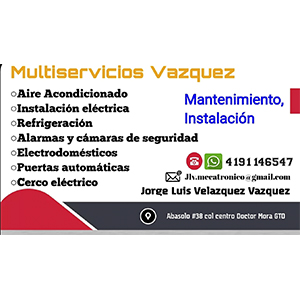 Multiservicios Vazquez
○Aire Acondicionado
○Instalación eléctrica
○Refrigeración
○Alarmas y cámaras de seguridad
○Electrodomésticos
○Puertas automáticas
○Cerco eléctrico
Mantenimiento,
Instalación
4191146547
Jlv.mecatronico@gmail.com
Jorge Luis Velazquez Vazquez
Abasolo #38 col centro Doctor Mora GTO